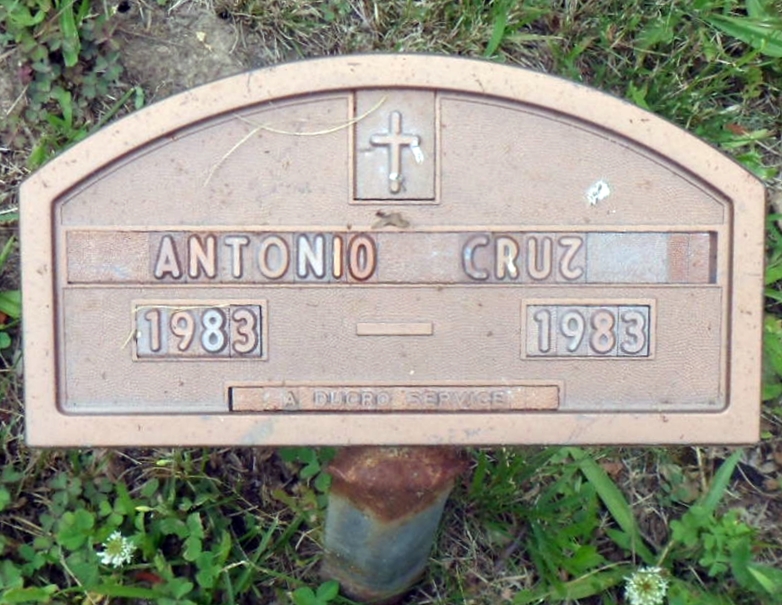 ANTONIO CRUZ
1983 — 1983
A DUCRO SERVICE